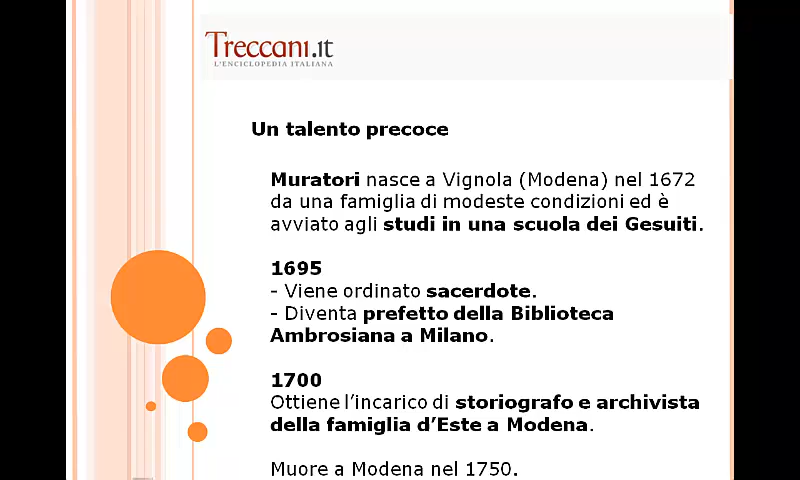 Treccani.it
L'ENCICLOPEDIA ITALIANA
Un talento precoce
Muratori nasce a Vignola (Modena) nel 1672
da una famiglia di modeste condizioni ed è
avviato agli studi in una scuola dei Gesuiti.
1695
- Viene ordinato sacerdote.
- Diventa prefetto della Biblioteca
Ambrosiana a Milano.
1700
Ottiene l’incarico di storiografo e archivista
della famiglia d’Este a Modena.
Muore a Modena nel 1750.